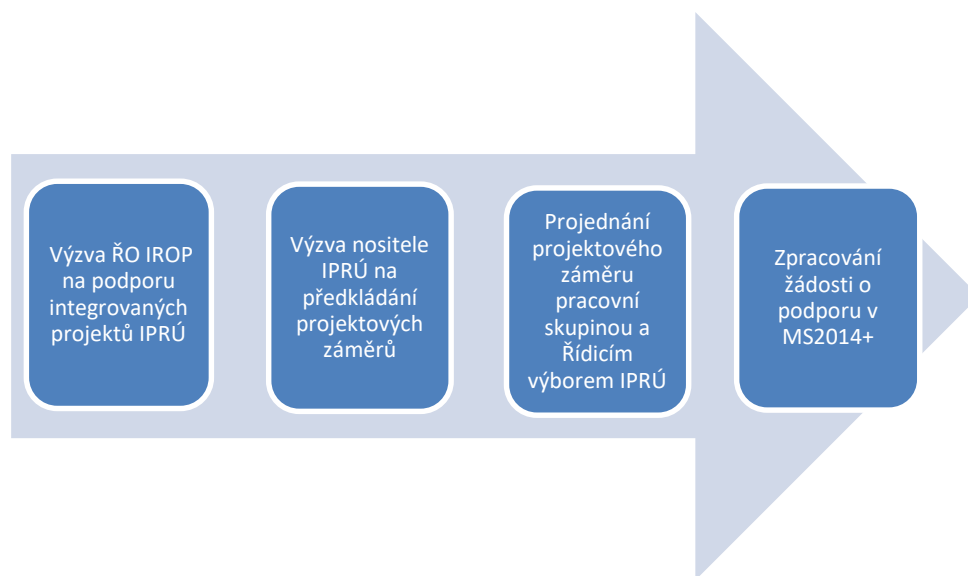 Výzva ŘO IROP
na podporu
integrovaných
projektů IPRÚ
Výzva nositele
IPRÚ na
předkládání
projektových
záměrů
Projednání
projektového
záměru
pracovní
skupinou a
Řídicím
výborem IPRÚ
Zpracování
žádosti o
podporu v
MS2014+